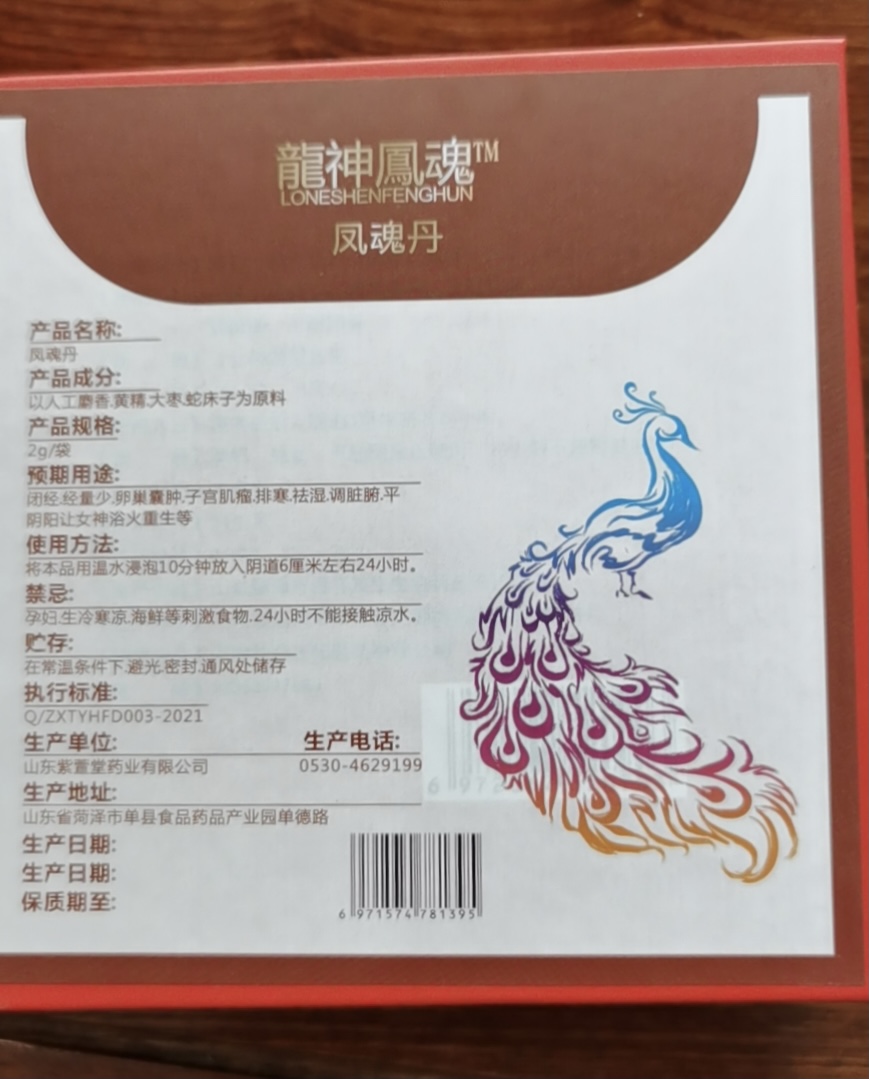 龍神鳳魂™
LONESHENFENGHUN
凤魂丹
产品名称:
凤魂丹
产品成分:
以人工麝香.黄精.大枣.蛇床子为原料
产品规格:
2g/袋
预期用途:
闭经.经量少.卵巢囊肿.子宫肌瘤.排寒.祛湿.调脏腑.平
阴阳让女神浴火重生等
使用方法:
将本品用温水浸泡10分钟放入阴道6厘米左右24小时。
禁忌:
孕妇.生冷寒凉.海鲜等刺激食物.24小时不能接触凉水。
贮存:
在常温条件下.避光.密封.通风处储存
执行标准:
Q/ZXTYHFD003-2021
生产单位: 生产电话:
山东紫萱堂药业有限公司 0530-4629199
生产地址:
山东省菏泽市单县食品药品产业园单德路
生产日期:
生产日期:
保质期至:
6 971574 781395